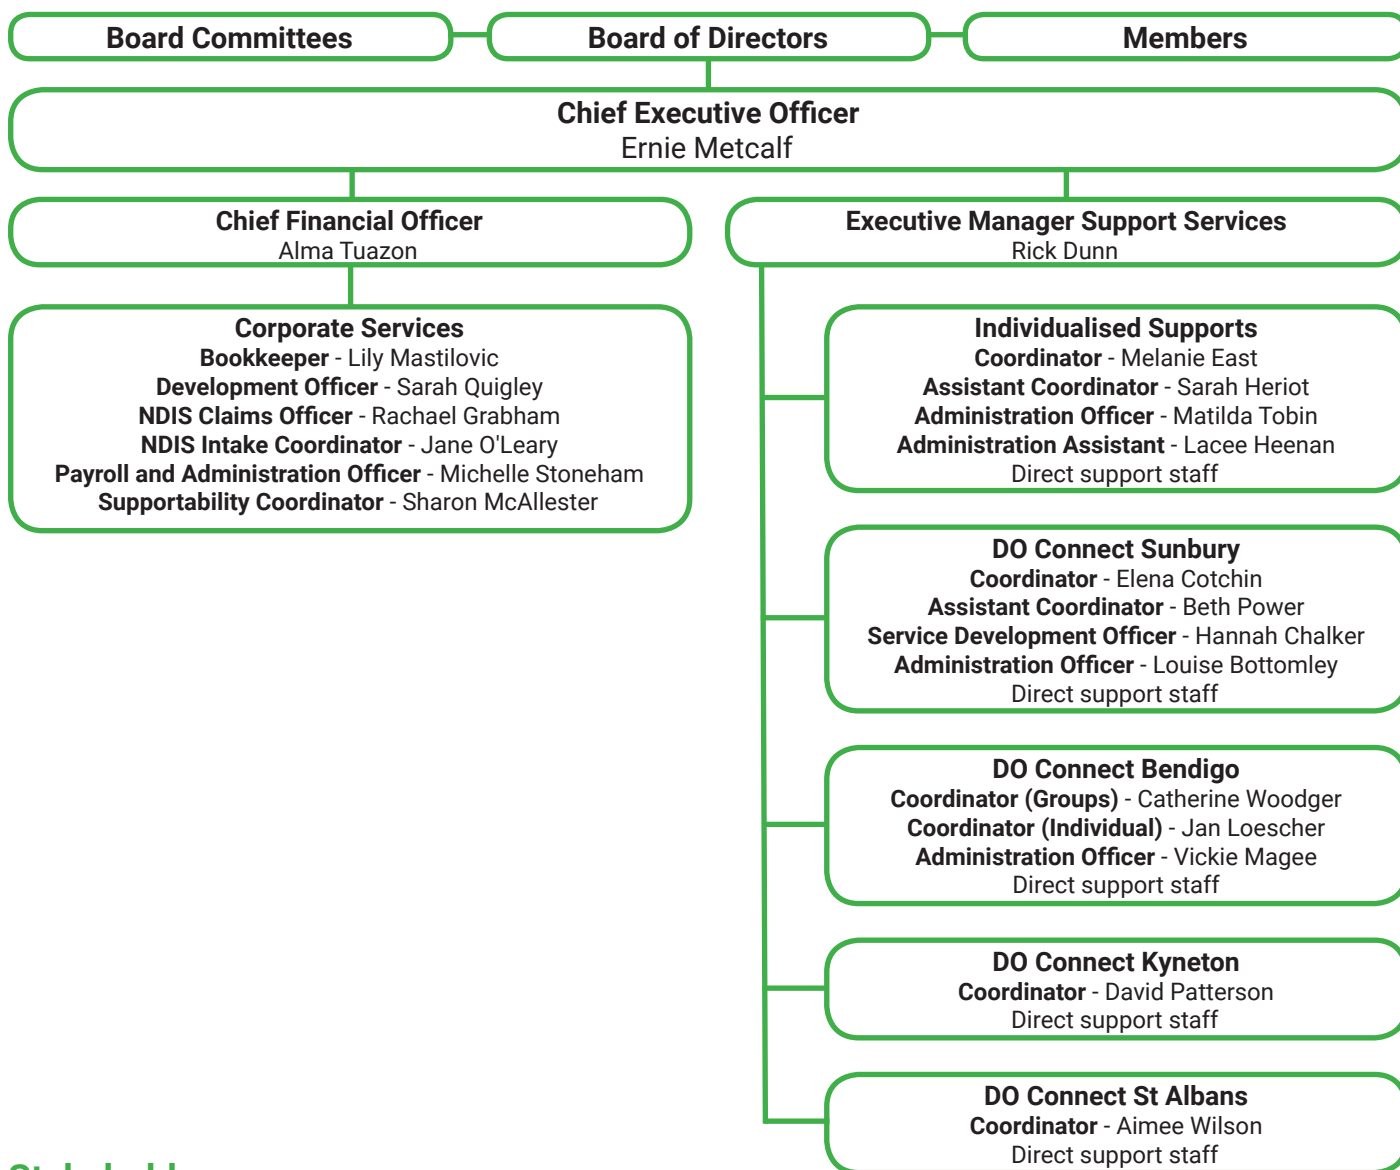 Board Committees
Board of Directors
Members
Chief Executive Officer
Ernie Metcalf
Chief Financial Officer
Alma Tuazon
Executive Manager Support Services
Rick Dunn
Corporate Services
Bookkeeper - Lily Mastilovic
Development Officer - Sarah Quigley
NDIS Claims Officer - Rachael Grabham
NDIS Intake Coordinator - Jane O'Leary
Payroll and Administration Officer - Michelle Stoneham
Supportability Coordinator - Sharon McAllester
Individualised Supports
Coordinator - Melanie East
Assistant Coordinator - Sarah Heriot
Administration Officer - Matilda Tobin
Administration Assistant - Lacee Heenan
Direct support staff
DO Connect Sunbury
Coordinator - Elena Cotchin
Assistant Coordinator - Beth Power
Service Development Officer - Hannah Chalker
Administration Officer - Louise Bottomley
Direct support staff
DO Connect Bendigo
Coordinator (Groups) - Catherine Woodger
Coordinator (Individual) - Jan Loescher
Administration Officer - Vickie Magee
Direct support staff
DO Connect Kyneton
Coordinator - David Patterson
Direct support staff
DO Connect St Albans
Coordinator - Aimee Wilson
Direct support staff